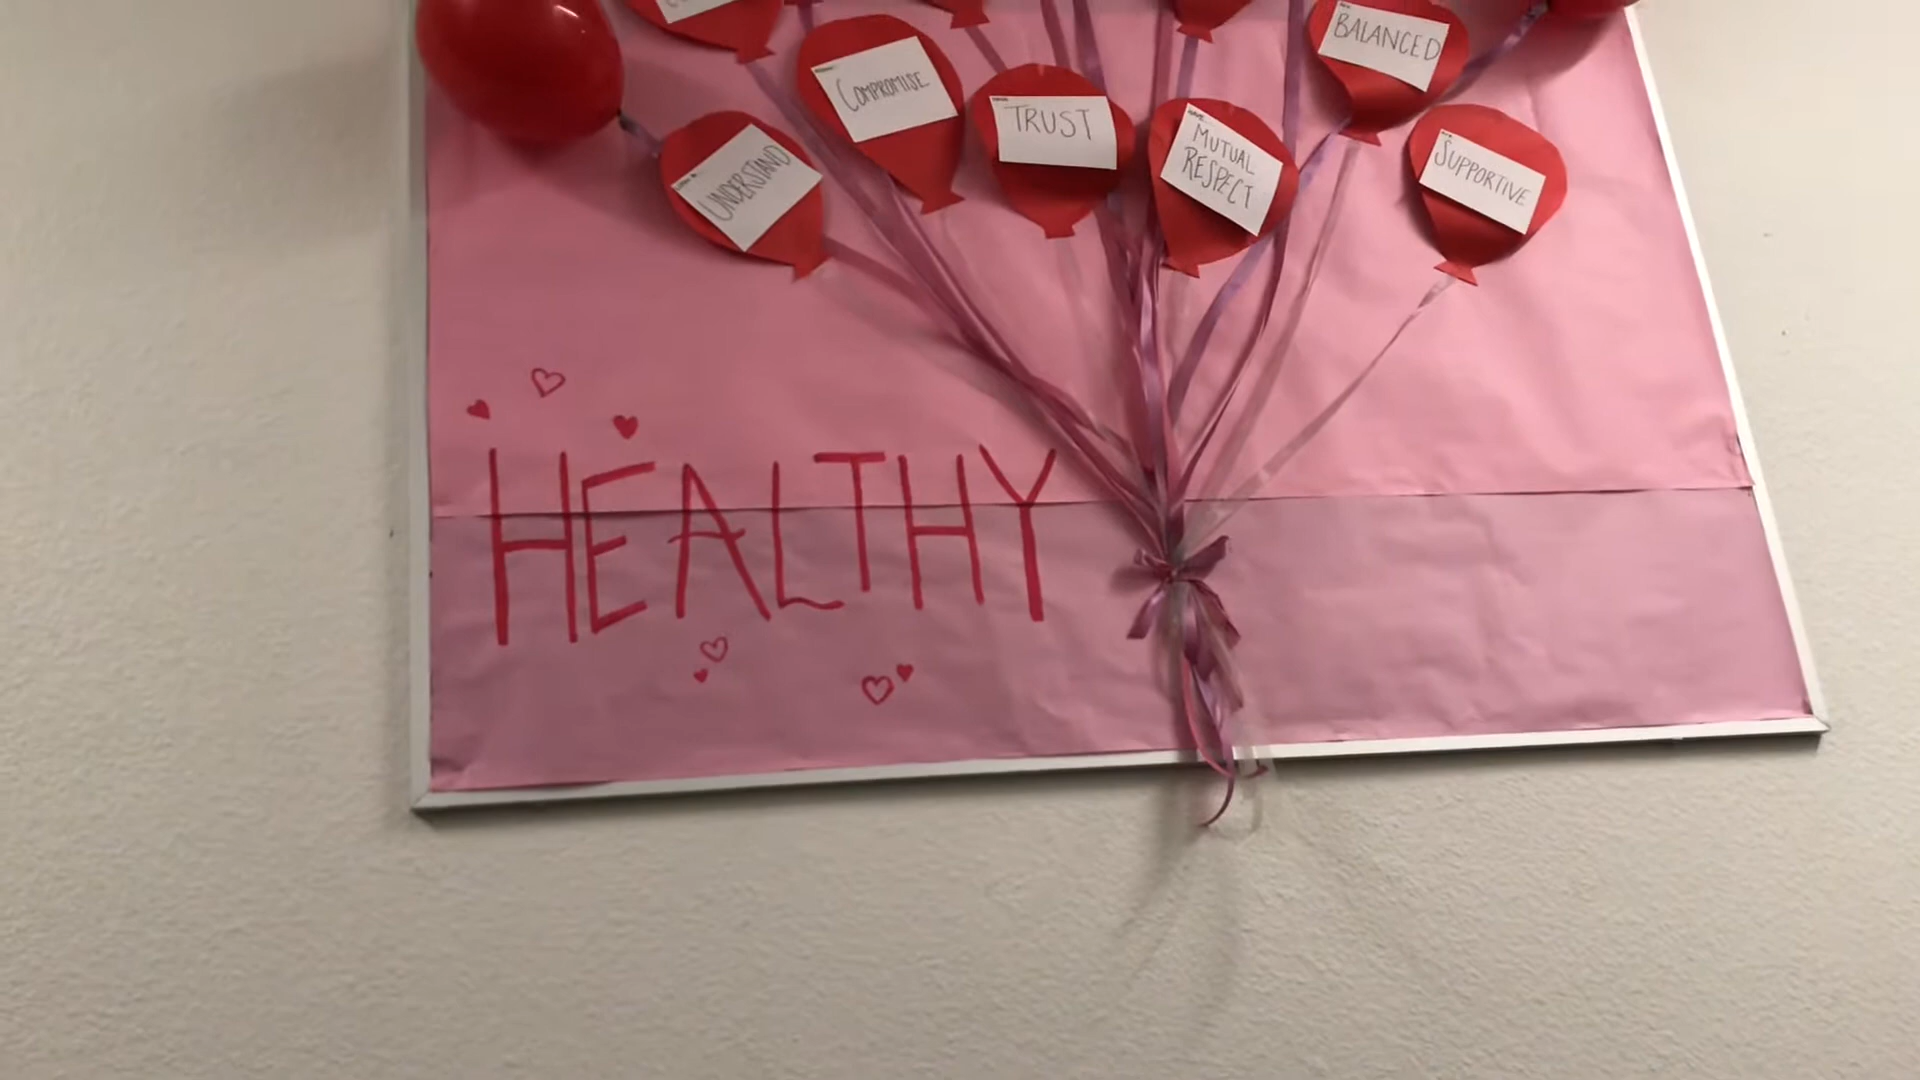 BALANCED
COMPROMISE
TRUST
MUTUAL
RESPECT
UNDERSTAND
SUPPORTIVE
HEALTHY